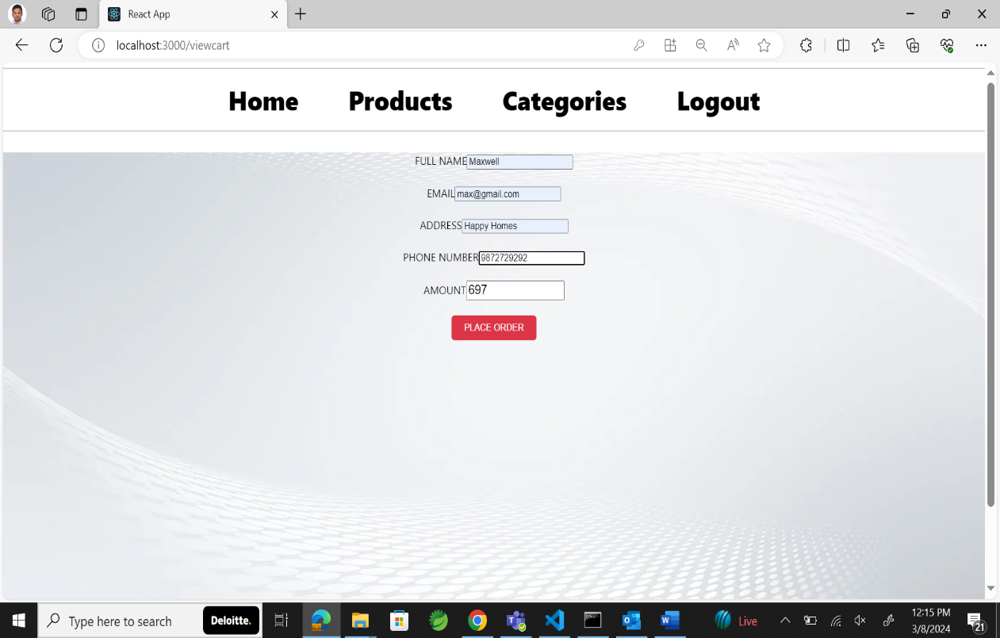 React App
localhost:3000/viewcart
Home Products Categories Logout
FULL NAME Maxwell
EMAIL max@gmail.com
ADDRESS Happy Homes
PHONE NUMBER 9872729292
AMOUNT 697
PLACE ORDER
Type here to search Deloitte. Live 12:15 PM
3/8/2024 21